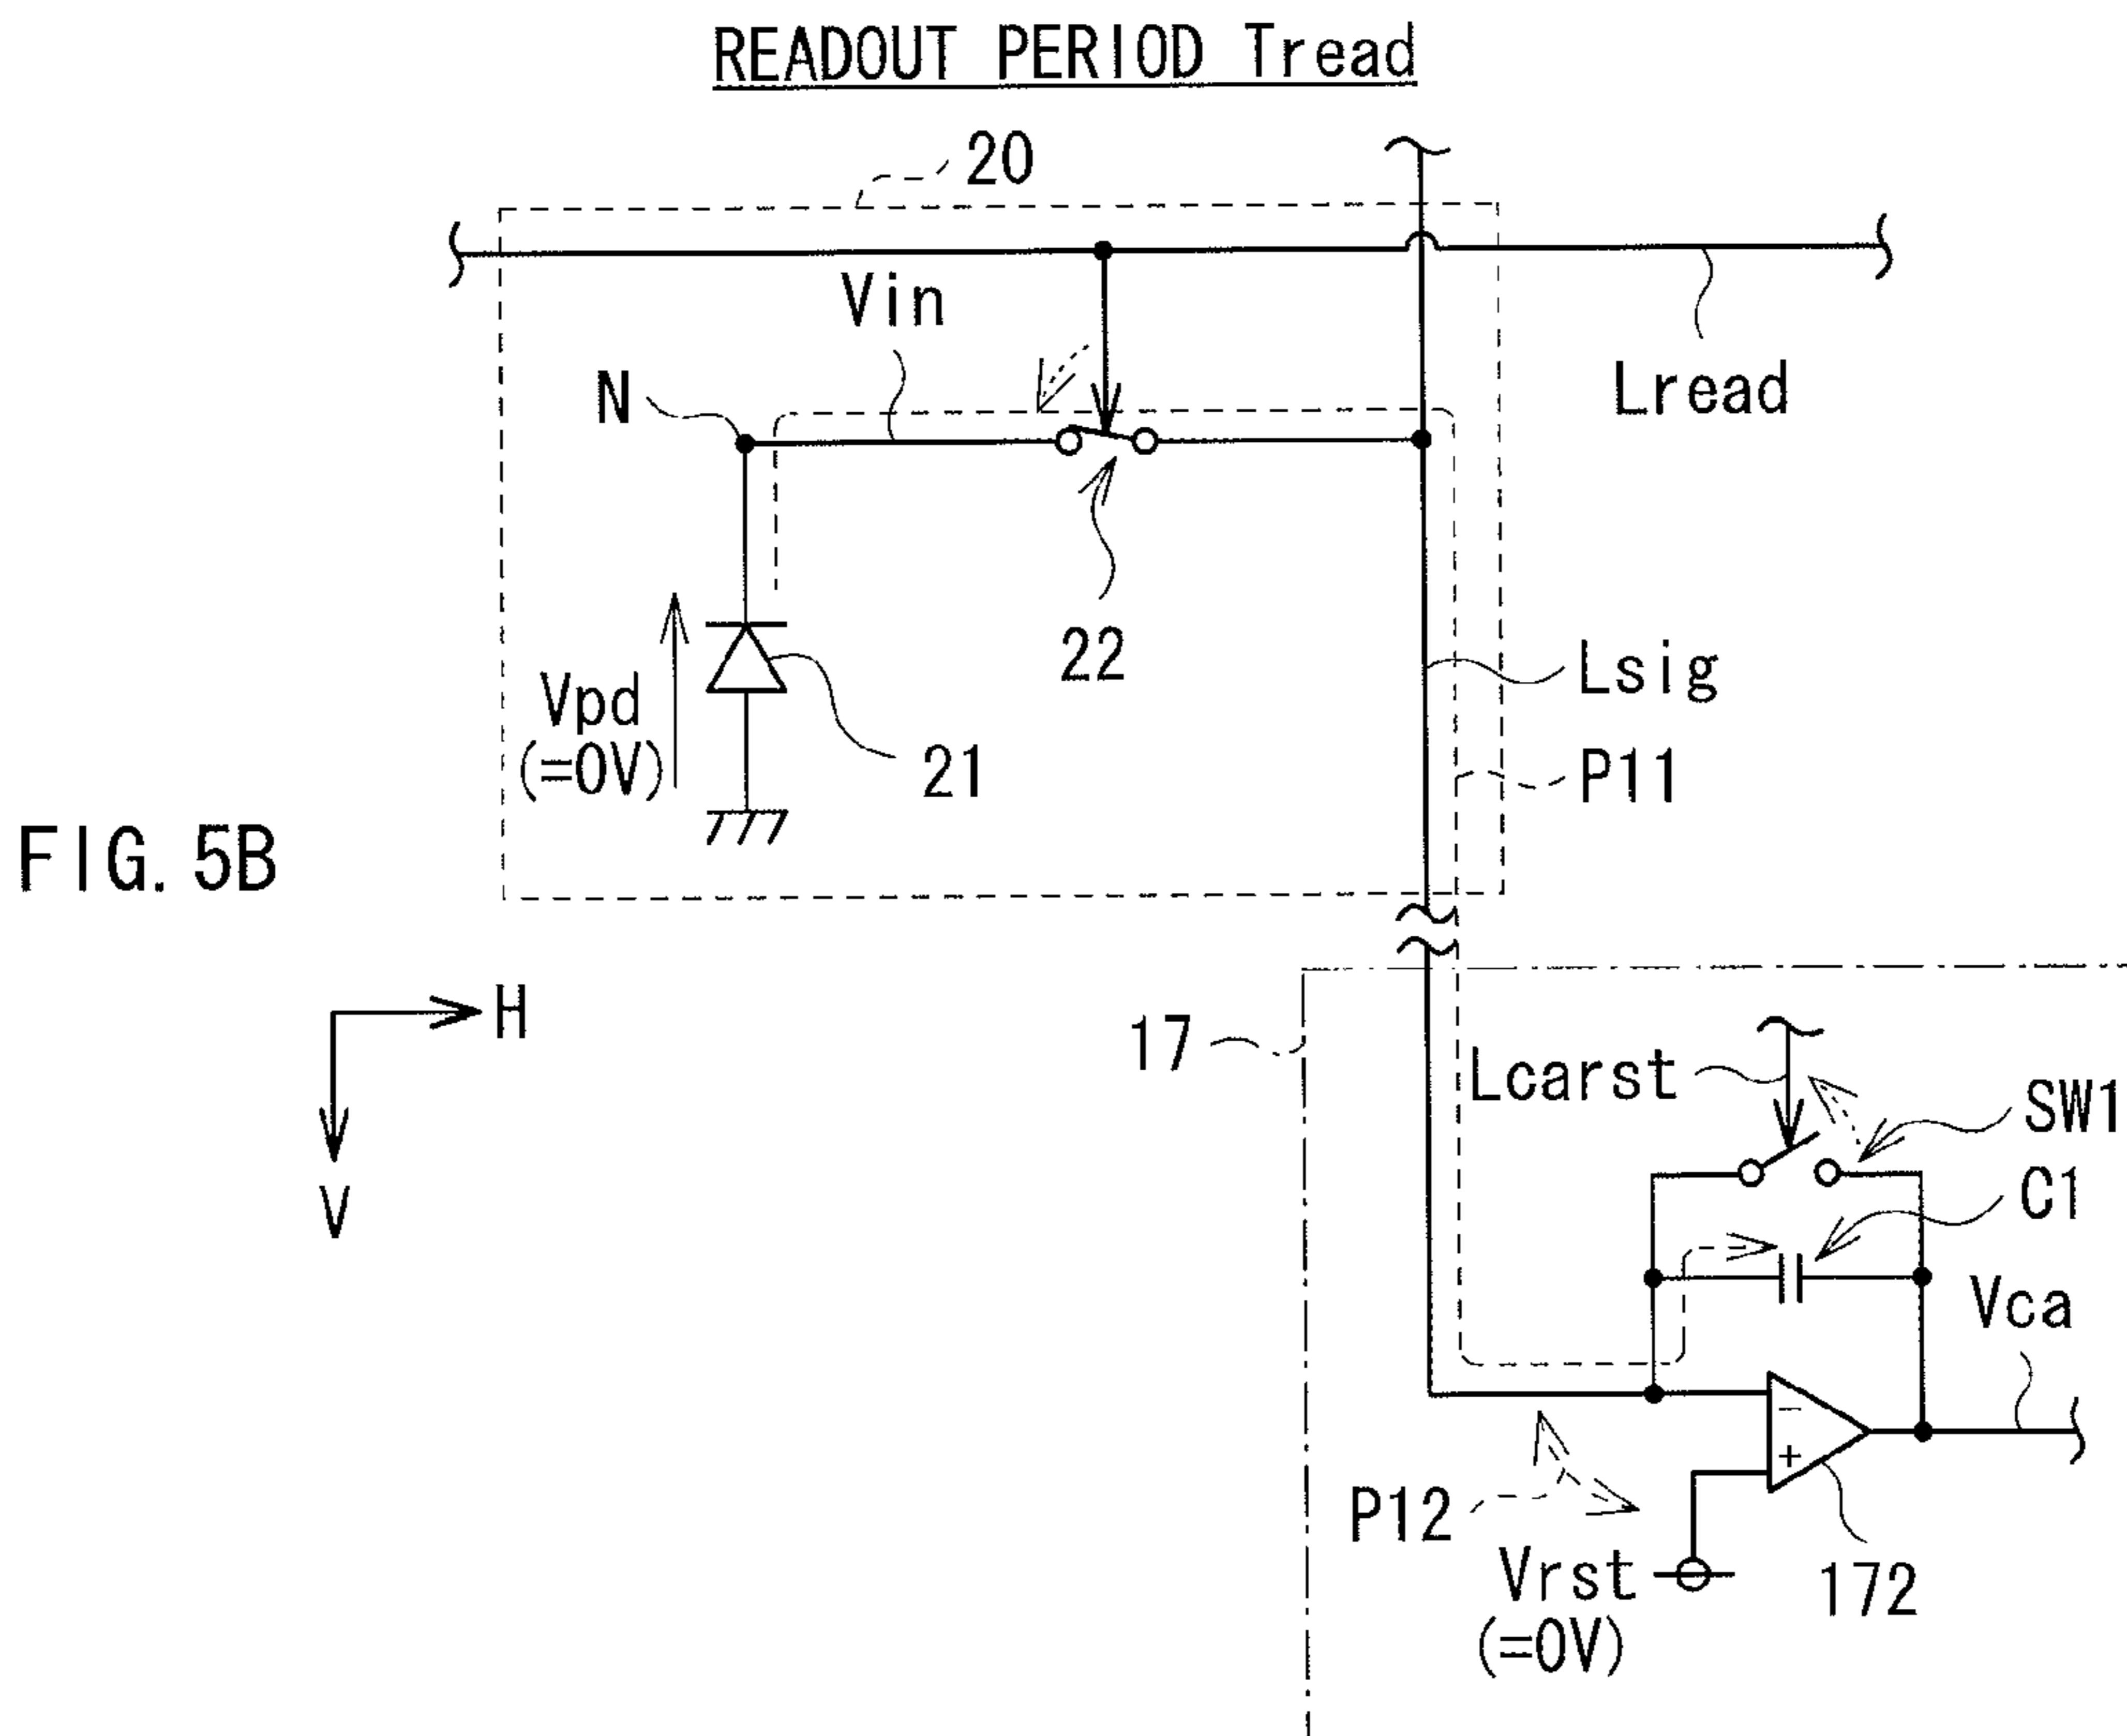 READOUT PERIOD Tread
20
Vin
N
Lread
22
Lsig
Vpd
(=0V)
21
P11
FIG. 5B
H
17
Lcarst
SW1
C1
V
Vca
−
+
P12
Vrst
(=0V)
172